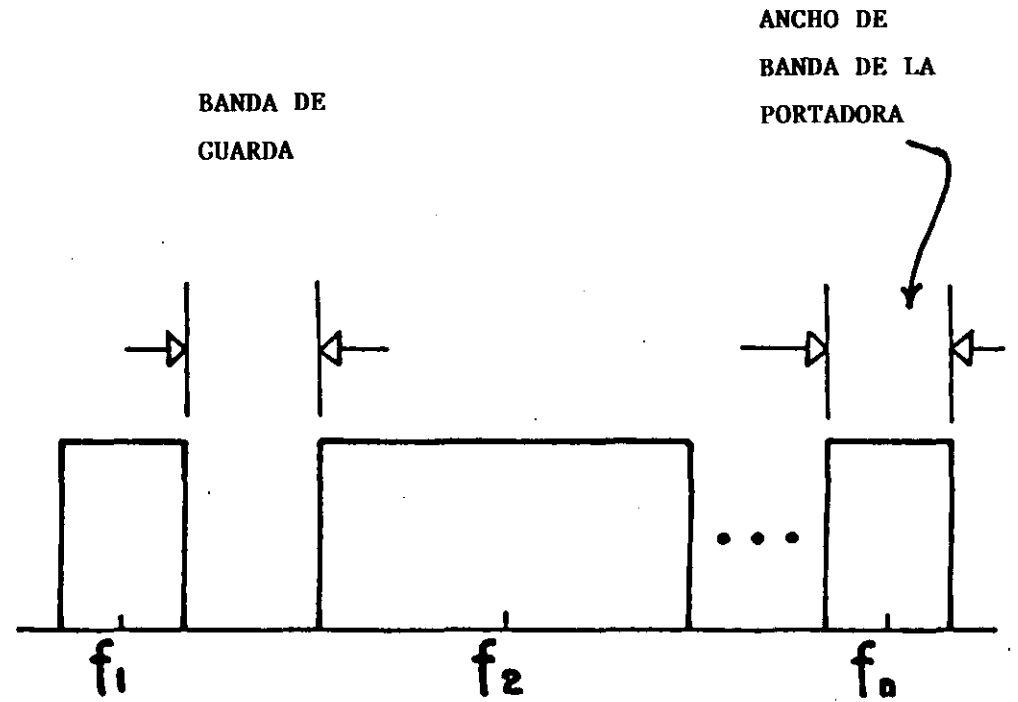 ANCHO DE
BANDA DE LA
PORTADORA
BANDA DE
GUARDA
f1
f2
fn